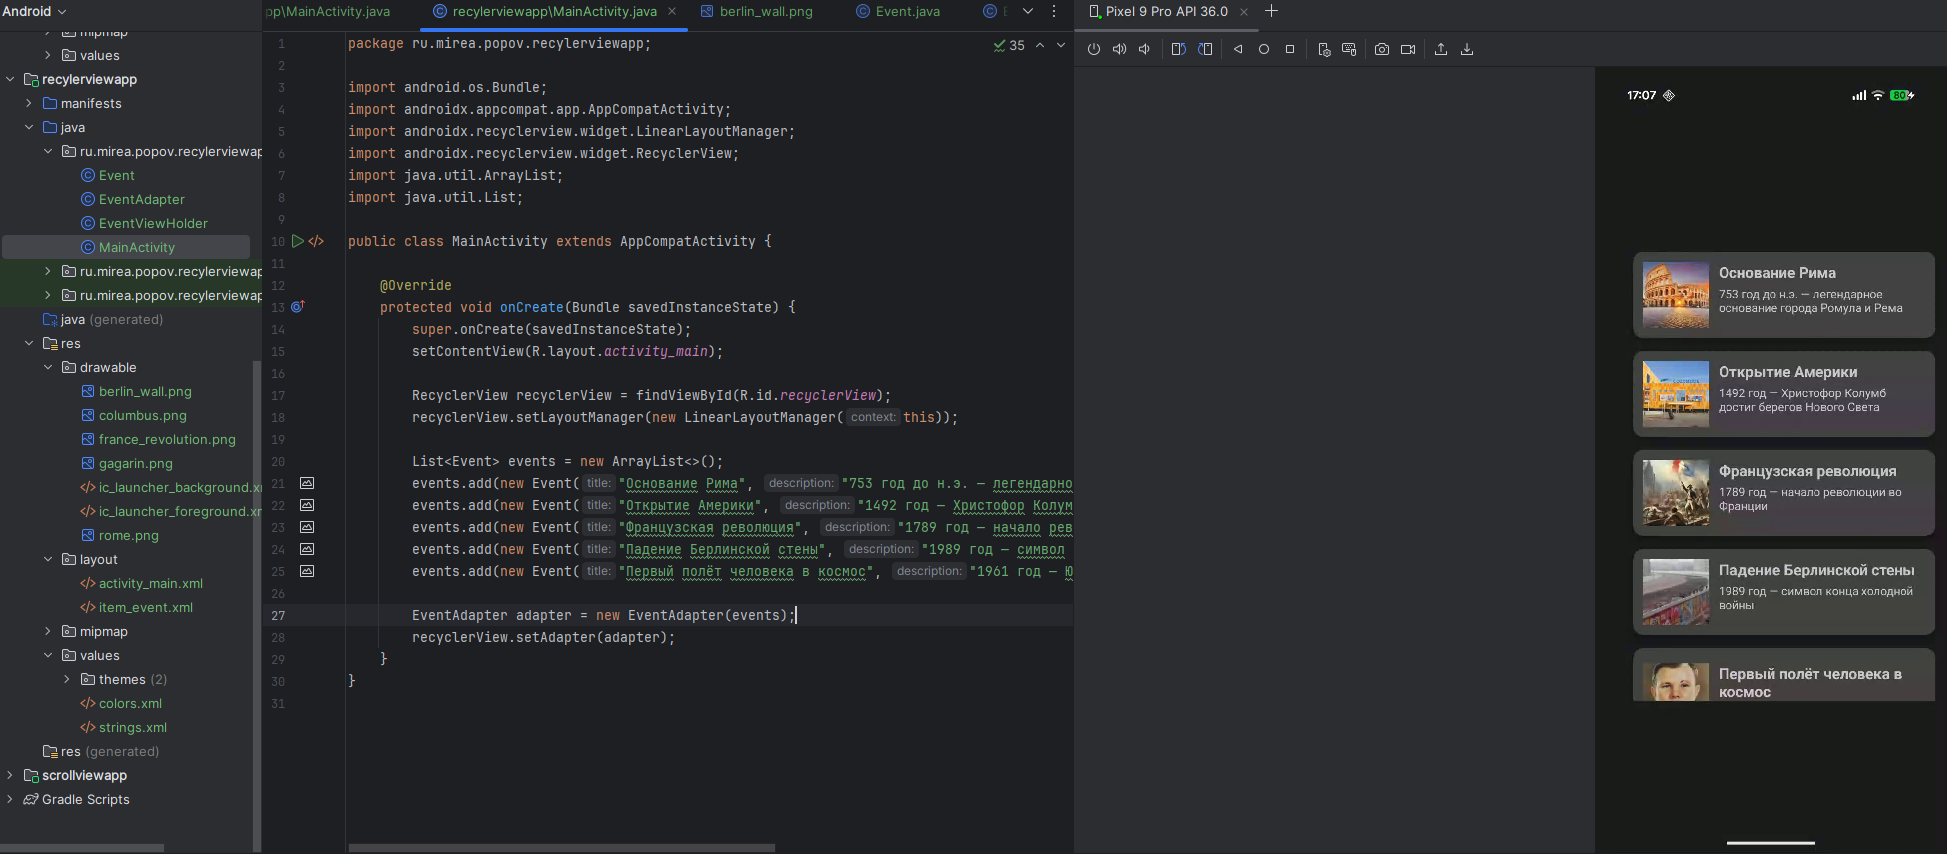 Android
mipmap
values
recylerviewapp
manifests
java
ru.mirea.popov.recylerviewap
Event
EventAdapter
EventViewHolder
MainActivity
ru.mirea.popov.recylerviewap
ru.mirea.popov.recylerviewap
java (generated)
res
drawable
berlin_wall.png
columbus.png
france_revolution.png
gagarin.png
ic_launcher_background.x
ic_launcher_foreground.x
rome.png
layout
activity_main.xml
item_event.xml
mipmap
values
themes (2)
colors.xml
strings.xml
res (generated)
scrollviewapp
Gradle Scripts
pp\MainActivity.java recylerviewapp\MainActivity.java berlin_wall.png Event.java
35
1 package ru.mirea.popov.recylerviewapp;
2
3 import android.os.Bundle;
4 import androidx.appcompat.app.AppCompatActivity;
5 import androidx.recyclerview.widget.LinearLayoutManager;
6 import androidx.recyclerview.widget.RecyclerView;
7 import java.util.ArrayList;
8 import java.util.List;
9
10 public class MainActivity extends AppCompatActivity {
11
12 @Override
13 protected void onCreate(Bundle savedInstanceState) {
14 super.onCreate(savedInstanceState);
15 setContentView(R.layout.activity_main);
16
17 RecyclerView recyclerView = findViewById(R.id.recyclerView);
18 recyclerView.setLayoutManager(new LinearLayoutManager( context: this));
19
20 List<Event> events = new ArrayList<>();
21 events.add(new Event( title: "Основание Рима", description: "753 год до н.э. — легендарно
22 events.add(new Event( title: "Открытие Америки", description: "1492 год — Христофор Колум
23 events.add(new Event( title: "Французская революция", description: "1789 год — начало рев
24 events.add(new Event( title: "Падение Берлинской стены", description: "1989 год — символ
25 events.add(new Event( title: "Первый полёт человека в космос", description: "1961 год — Ю
26
27 EventAdapter adapter = new EventAdapter(events);
28 recyclerView.setAdapter(adapter);
29 }
30 }
31
Pixel 9 Pro API 36.0
17:07
80
Основание Рима
753 год до н.э. — легендарное
основание города Ромула и Рема
Открытие Америки
1492 год — Христофор Колумб
достиг берегов Нового Света
Французская революция
1789 год — начало революции во
Франции
Падение Берлинской стены
1989 год — символ конца холодной
войны
Первый полёт человека в
космос